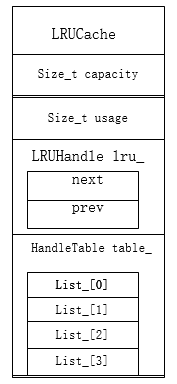 LRUCache
Size_t capacity
Size_t usage
LRUHandle lru_
next
prev
HandleTable table_
List_[0]
List_[1]
List_[2]
List_[3]